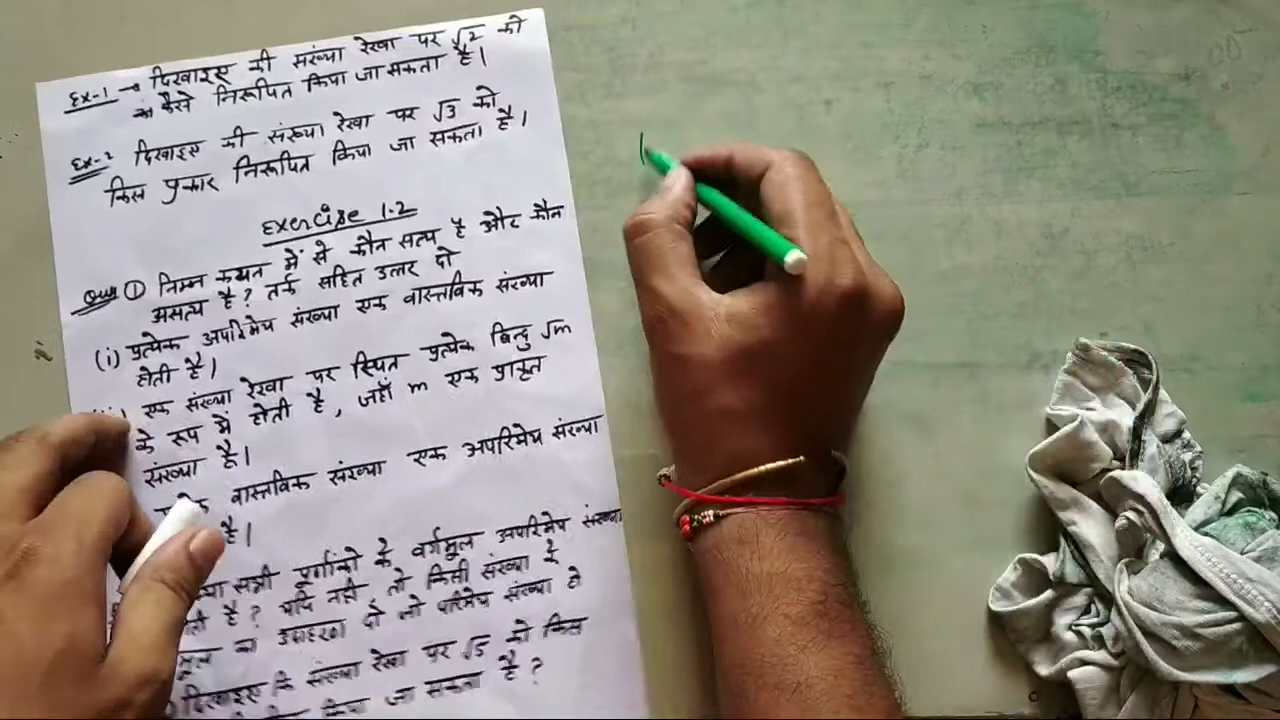 Ex-1 → दिखाइए की संख्या रेखा पर √2 को
कैसे निरूपित किया जा सकता है।
Ex-2 दिखाइए की संख्या रेखा पर √3 को
किस प्रकार निरूपित किया जा सकता है।
Exercise 1.2
Que ① निम्न कथन में से कौन सत्य है और कौन
असत्य है? तर्क सहित उत्तर दो
(i) प्रत्येक अपरिमेय संख्या एक वास्तविक संख्या
होती है।
एक संख्या रेखा पर स्थित प्रत्येक बिन्दु √m
के रूप में होती है, जहाँ m एक प्राकृत
संख्या है।
वास्तविक संख्या एक अपरिमेय संख्या
है।
सभी पूर्णांको के वर्गमूल अपरिमेय संख्या
है? यदि नही, तो किसी संख्या के
का उदाहरण दो जो परिमेय संख्या हो
दिखाइए कि संख्या रेखा पर √5 को किस
किया जा सकता है?